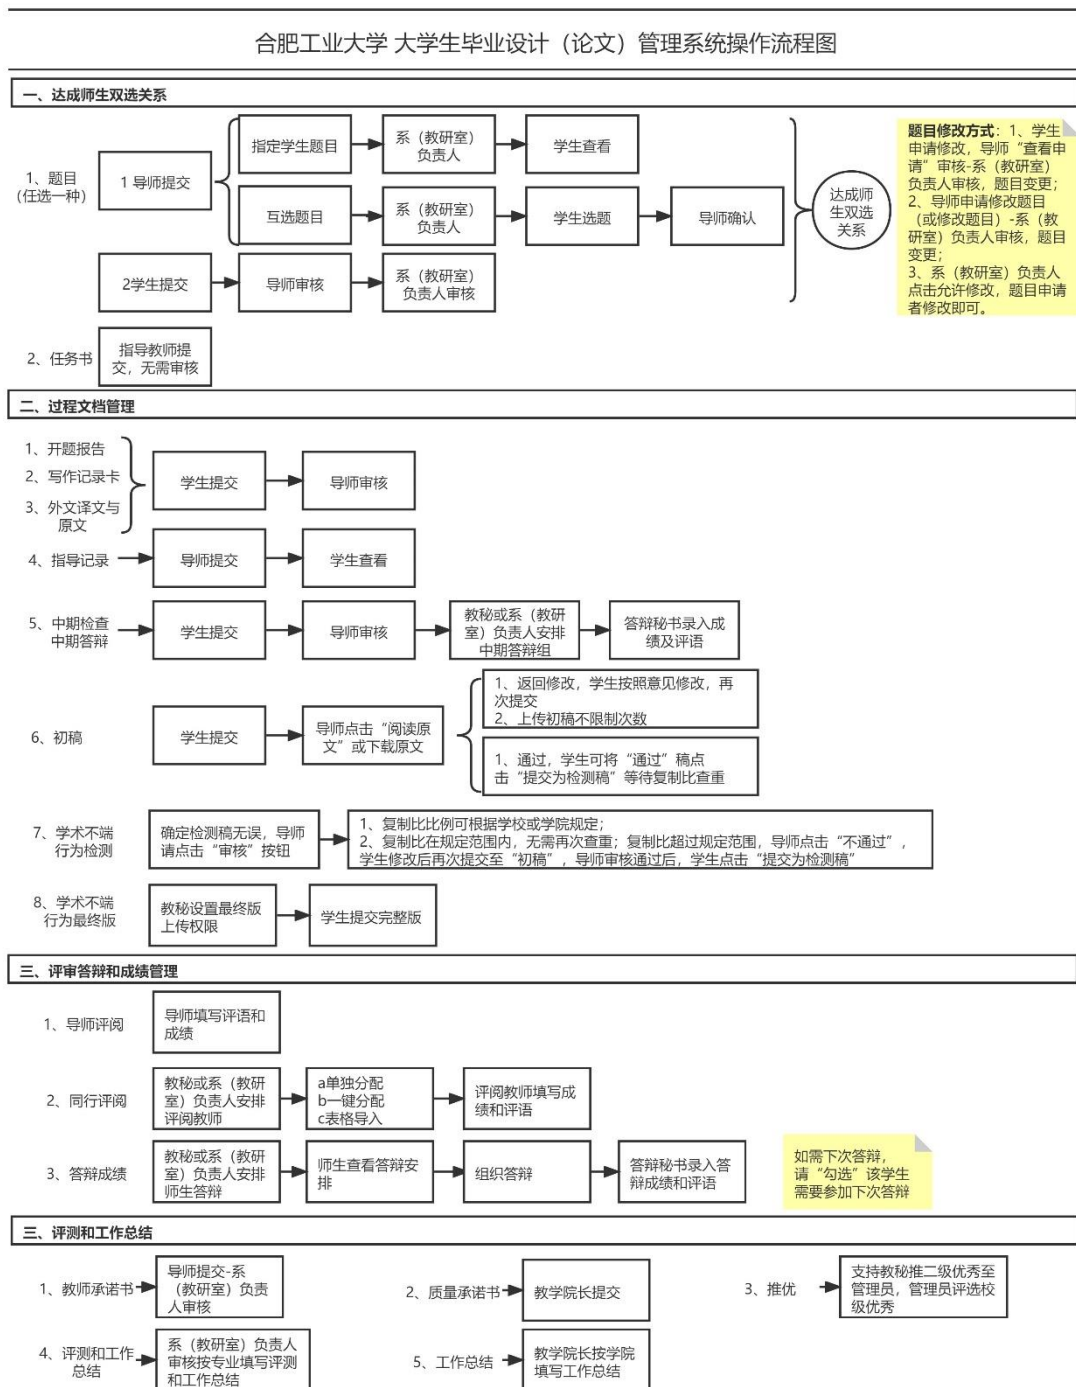 合肥工业大学 大学生毕业设计（论文）管理系统操作流程图
一、达成师生双选关系
1、题目
（任选一种）
1 导师提交
指定学生题目
系（教研室）
负责人
学生查看
互选题目
系（教研室）
负责人
学生选题
导师确认
2学生提交
导师审核
系（教研室）
负责人审核
达成师
生双选
关系
题目修改方式：1、学生
申请修改，导师“查看申
请”审核-系（教研室）
负责人审核，题目变更；
2、导师申请修改题目
（或修改题目）-系（教
研室）负责人审核，题目
变更；
3、系（教研室）负责人
点击允许修改，题目申请
者修改即可。
2、任务书
指导教师提
交，无需审核
二、过程文档管理
1、开题报告
2、写作记录卡
3、外文译文与
原文
学生提交
导师审核
4、指导记录
导师提交
学生查看
5、中期检查
中期答辩
学生提交
导师审核
教秘或系（教研
室）负责人安排
中期答辩组
答辩秘书录入成
绩及评语
6、初稿
学生提交
导师点击“阅读原
文”或下载原文
1、返回修改，学生按照意见修改，再
次提交
2、上传初稿不限制次数
1、通过，学生可将“通过”稿点
击“提交为检测稿”等待复制比查重
7、学术不端
行为检测
确定检测稿无误，导师
请点击“审核”按钮
1、复制比比例可根据学校或学院规定；
2、复制比在规定范围内，无需再次查重；复制比超过规定范围，导师点击“不通过”，
学生修改后再次提交至“初稿”，导师审核通过后，学生点击“提交为检测稿”
8、学术不端
行为最终版
教秘设置最终版
上传权限
学生提交完整版
三、评审答辩和成绩管理
1、导师评阅
导师填写评语和
成绩
2、同行评阅
教秘或系（教研
室）负责人安排
评阅教师
a单独分配
b一键分配
c表格导入
评阅教师填写成
绩和评语
3、答辩成绩
教秘或系（教研
室）负责人安排
师生答辩
师生查看答辩安
排
组织答辩
答辩秘书录入答
辩成绩和评语
如需下次答辩，
请“勾选”该学生
需要参加下次答辩
三、评测和工作总结
1、教师承诺书
导师提交-系
（教研室）负责
人审核
2、质量承诺书
教学院长提交
3、推优
支持教秘推二级优秀至
管理员，管理员评选校
级优秀
4、评测和工作
总结
系（教研室）负责人
审核按专业填写评测
和工作总结
5、工作总结
教学院长按学院
填写工作总结